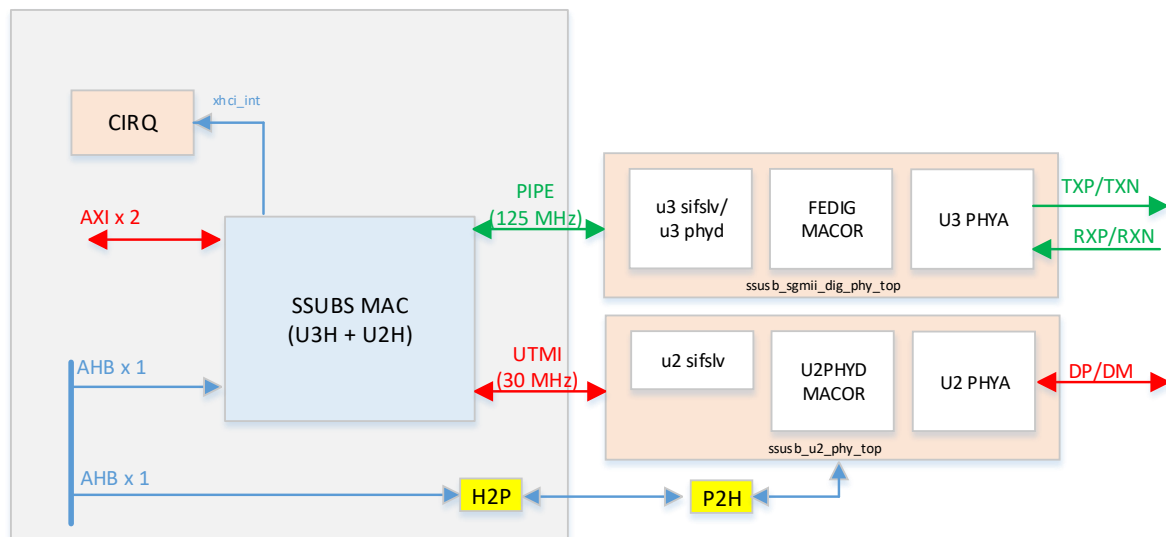 xhci_int
CIRQ
AXI x 2
SSUBS MAC
(U3H + U2H)
AHB x 1
AHB x 1
H2P
P2H
PIPE
(125 MHz)
UTMI
(30 MHz)
u3 sifslv/
u3 phyd
FEDIG
MACOR
U3 PHYA
ssusb_sgmii_dig_phy_top
TXP/TXN
RXP/RXN
u2 sifslv
U2PHYD
MACOR
U2 PHYA
ssusb_u2_phy_top
DP/DM